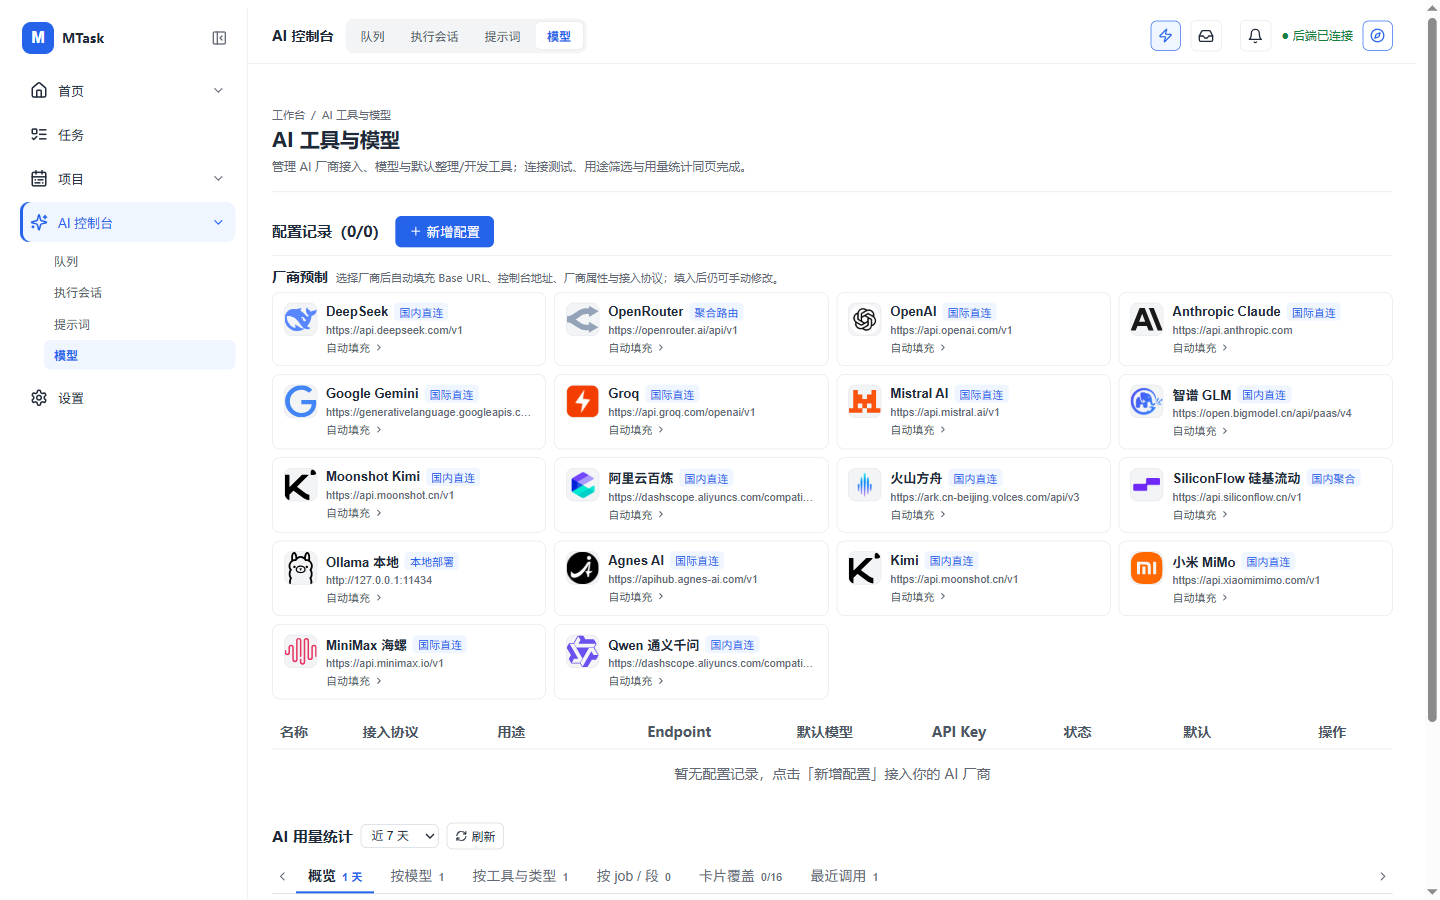 M MTask
首页
任务
项目
AI 控制台
队列
执行会话
提示词
模型
设置
AI 控制台 队列 执行会话 提示词 模型
后端已连接
工作台 / AI 工具与模型
AI 工具与模型
管理 AI 厂商接入、模型与默认整理/开发工具；连接测试、用途筛选与用量统计同页完成。
配置记录（0/0） + 新增配置
厂商预制 选择厂商后自动填充 Base URL、控制台地址、厂商属性与接入协议；填入后仍可手动修改。
DeepSeek 国内直连
https://api.deepseek.com/v1
自动填充 >
OpenRouter 聚合路由
https://openrouter.ai/api/v1
自动填充 >
OpenAI 国际直连
https://api.openai.com/v1
自动填充 >
Anthropic Claude 国际直连
https://api.anthropic.com
自动填充 >
Google Gemini 国际直连
https://generativelanguage.googleapis.c...
自动填充 >
Groq 国际直连
https://api.groq.com/openai/v1
自动填充 >
Mistral AI 国际直连
https://api.mistral.ai/v1
自动填充 >
智谱 GLM 国内直连
https://open.bigmodel.cn/api/paas/v4
自动填充 >
Moonshot Kimi 国内直连
https://api.moonshot.cn/v1
自动填充 >
阿里云百炼 国内直连
https://dashscope.aliyuncs.com/compati...
自动填充 >
火山方舟 国内直连
https://ark.cn-beijing.volces.com/api/v3
自动填充 >
SiliconFlow 硅基流动 国内聚合
https://api.siliconflow.cn/v1
自动填充 >
Ollama 本地 本地部署
http://127.0.0.1:11434
自动填充 >
Agnes AI 国际直连
https://apihub.agnes-ai.com/v1
自动填充 >
Kimi 国内直连
https://api.moonshot.cn/v1
自动填充 >
小米 MiMo 国内直连
https://api.xiaomimimo.com/v1
自动填充 >
MiniMax 海螺 国际直连
https://api.minimax.io/v1
自动填充 >
Qwen 通义千问 国内直连
https://dashscope.aliyuncs.com/compati...
自动填充 >
名称 接入协议 用途 Endpoint 默认模型 API Key 状态 默认 操作
暂无配置记录，点击「新增配置」接入你的 AI 厂商
AI 用量统计 近 7 天 刷新
概览 1 天 按模型 1 按工具与类型 1 按 job / 段 0 卡片覆盖 0/16 最近调用 1